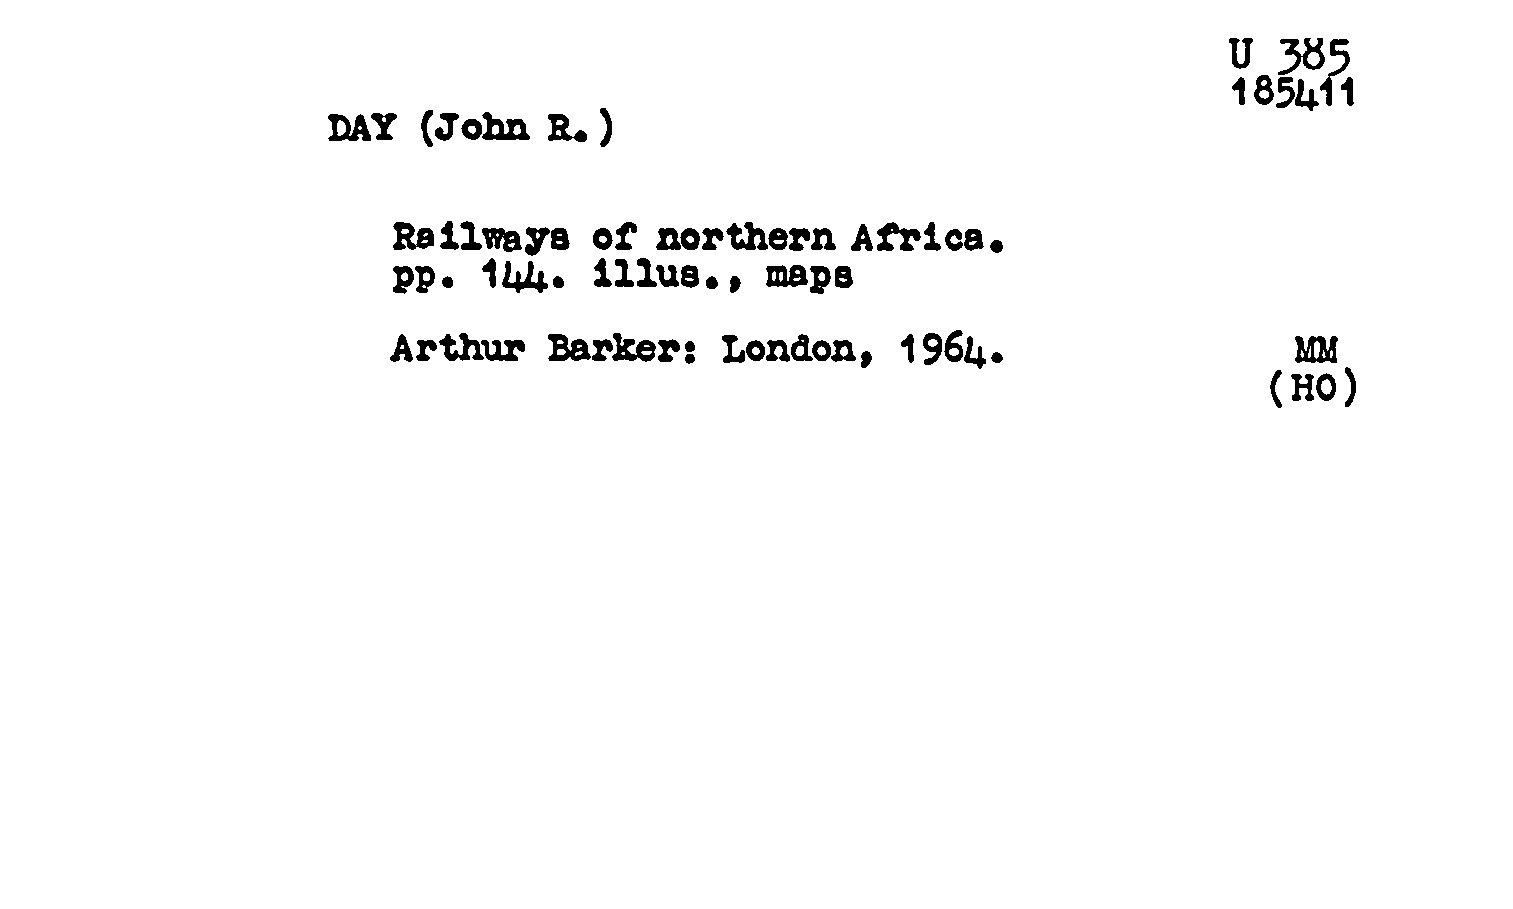 U 385
185411
DAY (John R.)
Railways of northern Africa.
pp. 144. illus., maps
Arthur Barker: London, 1964.
MM
(HO)